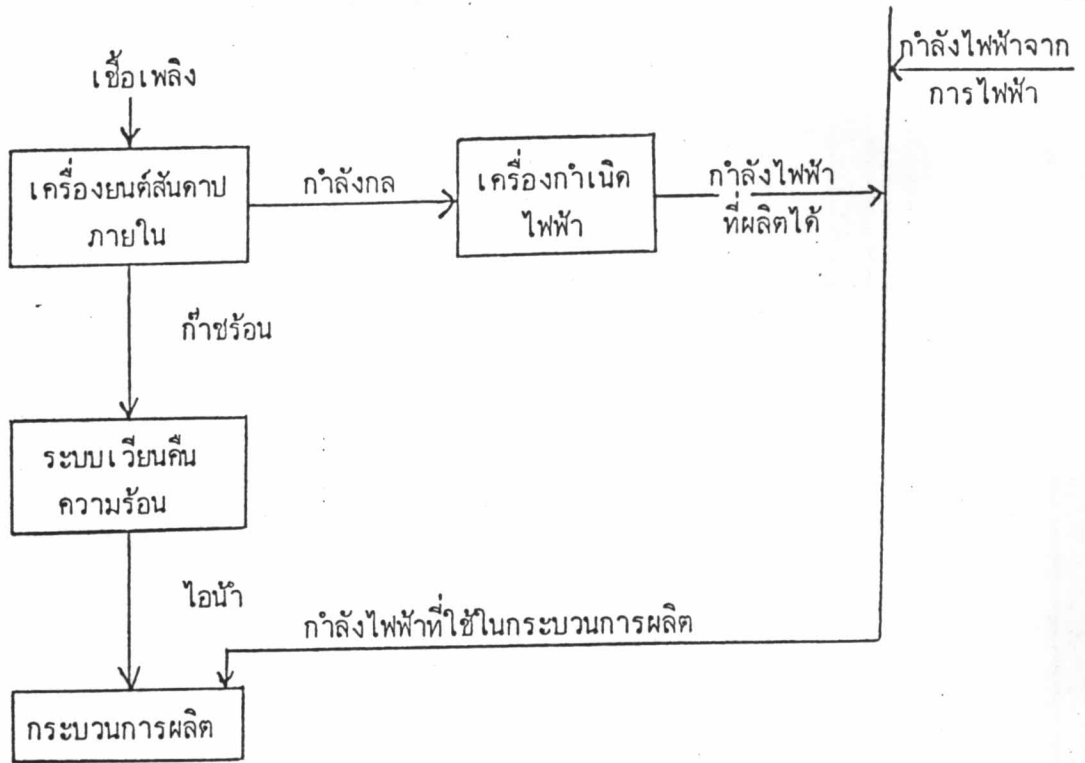 กำลังไฟฟ้าจาก
การไฟฟ้า
เชื้อเพลิง
เครื่องยนต์สันดาป
ภายใน
กำลังกล
เครื่องกำเนิด
ไฟฟ้า
กำลังไฟฟ้า
ที่ผลิตได้
ก๊าซร้อน
ระบบเวียนคืน
ความร้อน
ไอน้ำ
กำลังไฟฟ้าที่ใช้ในกระบวนการผลิต
กระบวนการผลิต